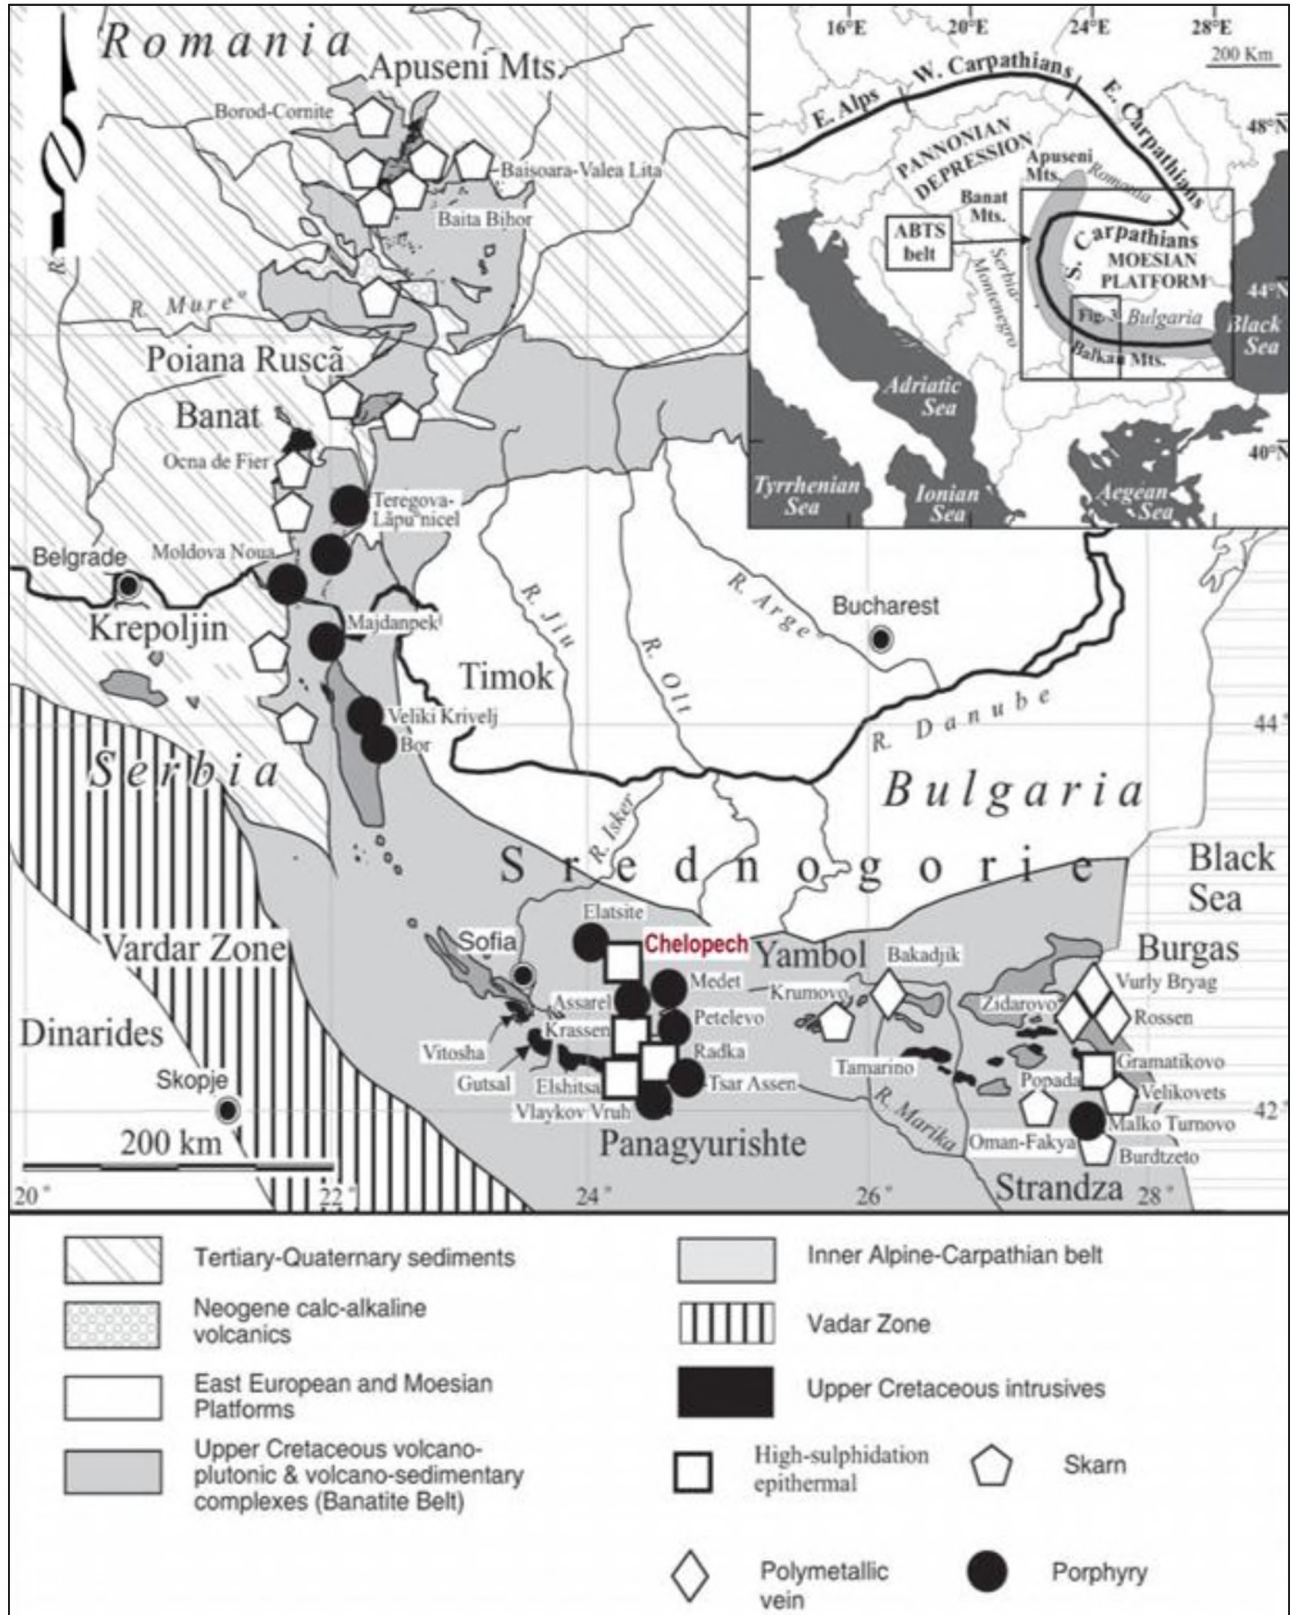 Romania
Apuseni Mts.
Borod-Cornite
Baisoara-Valea Lita
Baita Bihor
R.
R. Mure°
Poiana Ruscã
Banat
Ocna de Fier
Teregova-
Lãpu°nicel
Moldova Noua
Belgrade
Krepoljin
Majdanpek
Timok
Veliki Krivelj
Bor
Serbia
R. Jiu
R. Olt
R. Arge°
Bucharest
R. Danube
R. Isker
44°
Bulgaria
Srednogorie
Black
Sea
Elatsite
Chelopech
Sofia
Yambol
Bakadjik
Burgas
Vardar Zone
Medet
Krumovo
Zidarovo
Vurly Bryag
Assarel
Petelevo
Rossen
Krassen
Dinarides
Vitosha
Radka
Gramatikovo
Gutsal
Elshitsa
Tsar Assen
Tamarino
Popada
Velikovets
Skopje
Vlaykov Vruh
R. Marika
42°
Malko Turnovo
Oman-Fakya
Burdtzeto
Panagyurishte
200 km
Strandza
20°
22°
24°
26°
28°
16°E
20°E
24°E
28°E
200 Km
E. Alps
W. Carpathians
E. Carpathians
48°N
PANNONIAN
DEPRESSION
Apuseni
Mts.
Romania
Banat
Mts.
ABTS
belt
S. Carpathians
MOESIAN
PLATFORM
Serbia
Montenegro
44°N
Fig. 3
Bulgaria
Black
Sea
Balkan Mts.
Adriatic
Sea
40°N
Tyrrhenian
Sea
Ionian
Sea
Aegean
Sea
Tertiary-Quaternary sediments
Neogene calc-alkaline
volcanics
East European and Moesian
Platforms
Upper Cretaceous volcano-
plutonic & volcano-sedimentary
complexes (Banatite Belt)
Inner Alpine-Carpathian belt
Vadar Zone
Upper Cretaceous intrusives
High-sulphidation
epithermal
Skarn
Polymetallic
vein
Porphyry